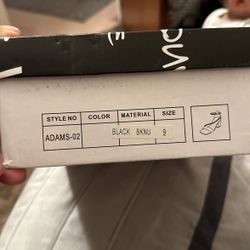 STYLE NO COLOR MATERIAL SIZE
ADAMS-02 BLACK BKNU 9